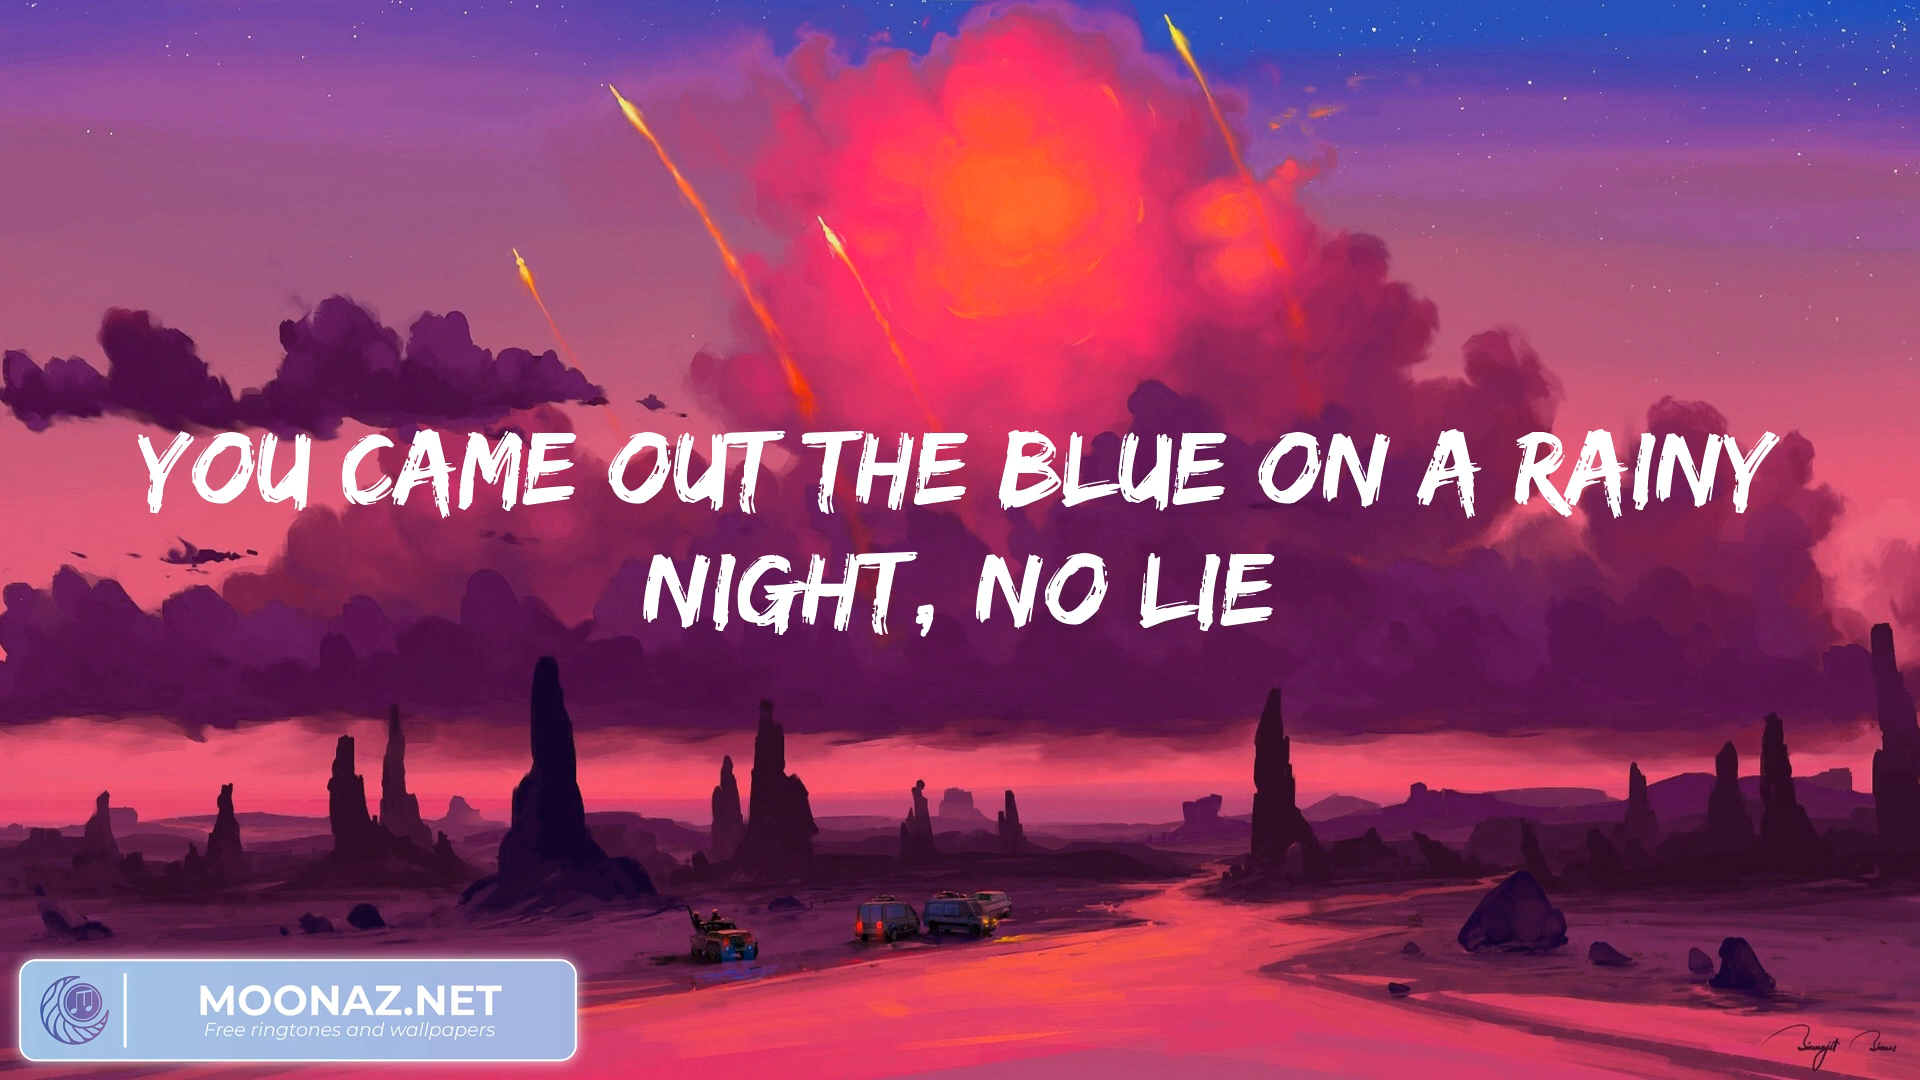 YOU CAME OUT THE BLUE ON A RAINY
NIGHT, NO LIE
MOONAZ.NET
Free ringtones and wallpapers